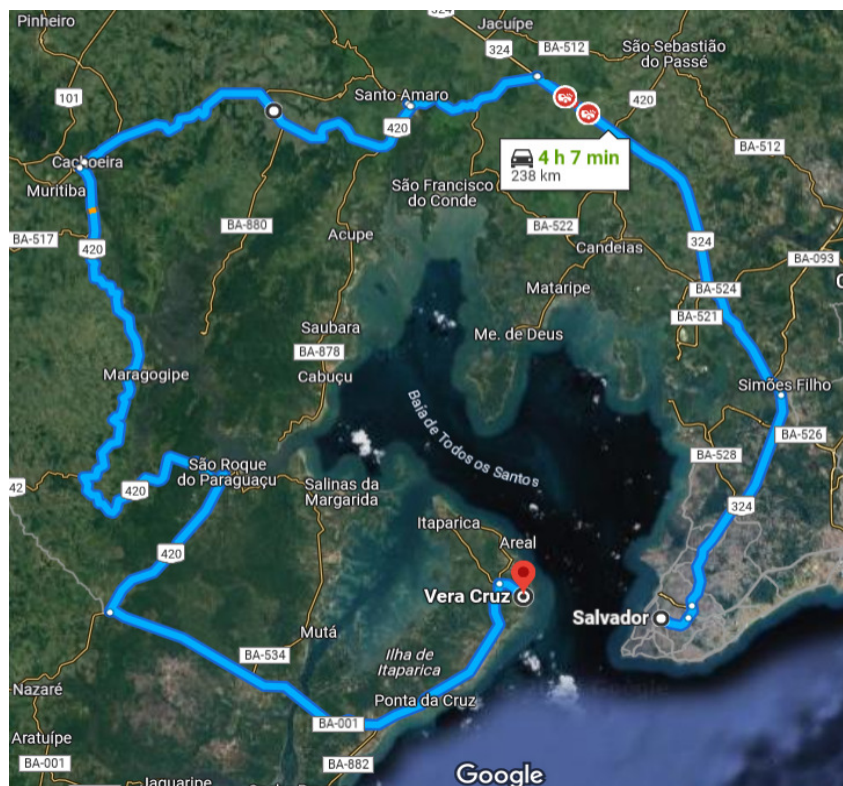 Pinheiro
324
Jacuípe
324
BA-512
São Sebastião
do Passé
101
Santo Amaro
420
420
4 h 7 min
238 km
BA-512
Cachoeira
Muritiba
São Francisco
do Conde
BA-880
BA-522
BA-517
420
Acupe
324
Candeias
BA-093
Mataripe
BA-524
BA-521
Saubara
Me. de Deus
BA-878
Maragogipe
Cabuçu
Simões Filho
Baía de Todos os Santos
BA-526
BA-528
São Roque
do Paraguaçu
42
420
Salinas da
Margarida
324
Itaparica
Areal
420
Vera Cruz
Salvador
Mutá
BA-534
Ilha de
Itaparica
Nazaré
Ponta da Cruz
BA-001
Aratuípe
BA-001
BA-882
Jaguaripe
Google